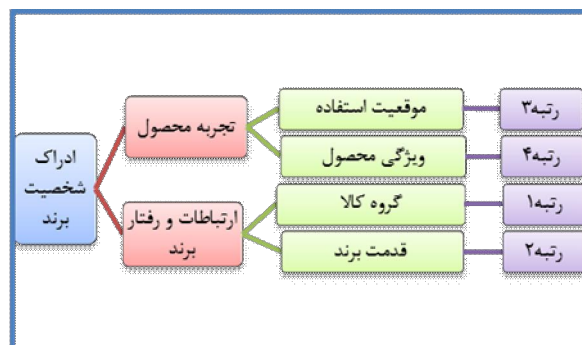 ادراک
شخصیت
برند
تجربه محصول
ارتباطات و رفتار
برند
موقعیت استفاده
ویژگی محصول
گروه کالا
قدمت برند
رتبه۳
رتبه۴
رتبه۱
رتبه۲